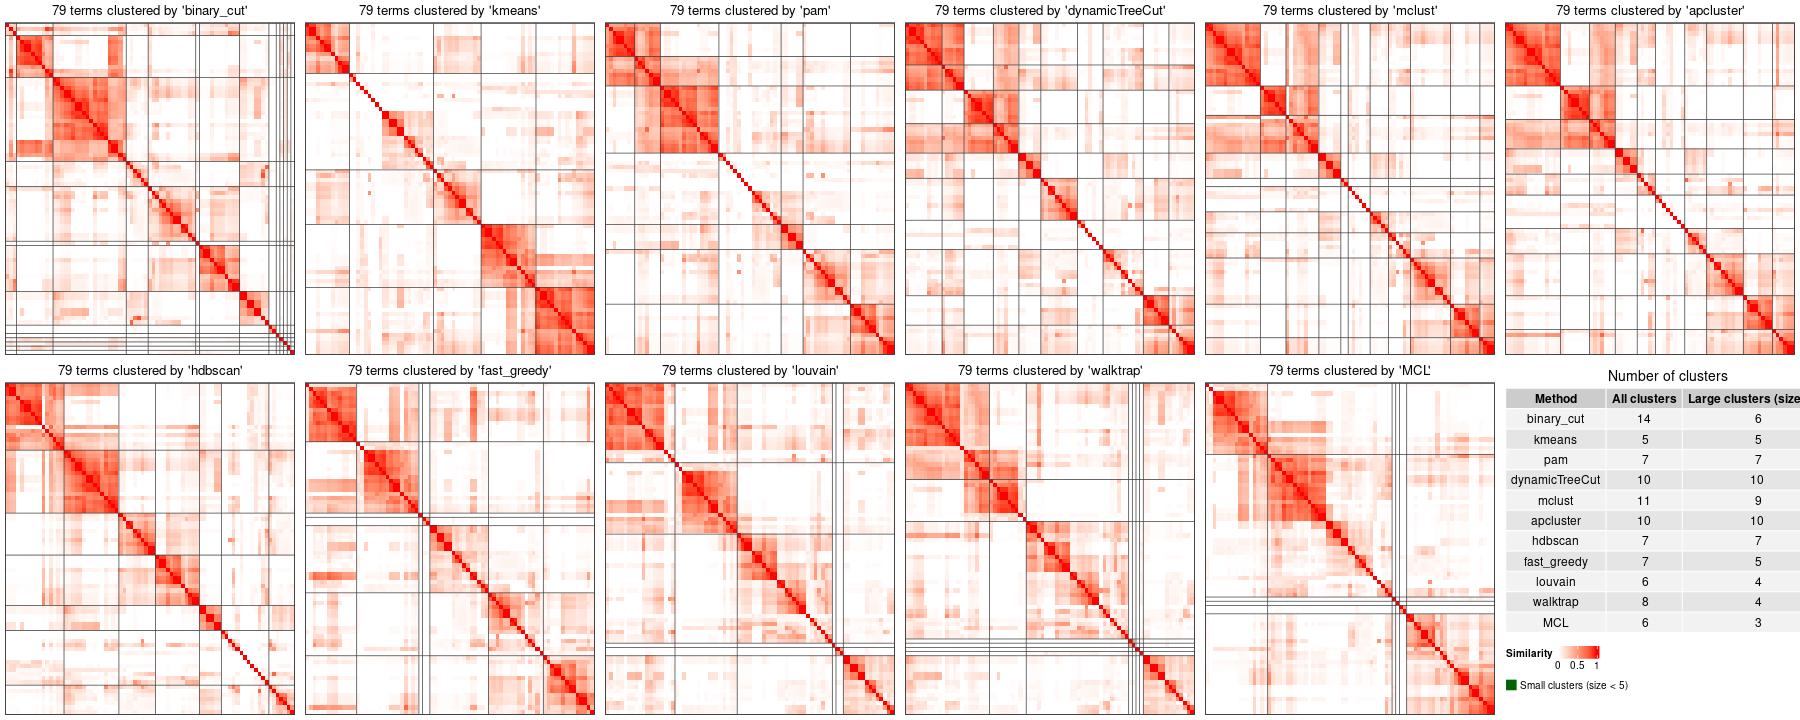 79 terms clustered by 'binary_cut'
79 terms clustered by 'kmeans'
79 terms clustered by 'pam'
79 terms clustered by 'dynamicTreeCut'
79 terms clustered by 'mclust'
79 terms clustered by 'apcluster'
79 terms clustered by 'hdbscan'
79 terms clustered by 'fast_greedy'
79 terms clustered by 'louvain'
79 terms clustered by 'walktrap'
79 terms clustered by 'MCL'
Number of clusters
Method All clusters Large clusters (size
binary_cut 14 6
kmeans 5 5
pam 7 7
dynamicTreeCut 10 10
mclust 11 9
apcluster 10 10
hdbscan 7 7
fast_greedy 7 5
louvain 6 4
walktrap 8 4
MCL 6 3
Similarity
0 0.5 1
Small clusters (size < 5)